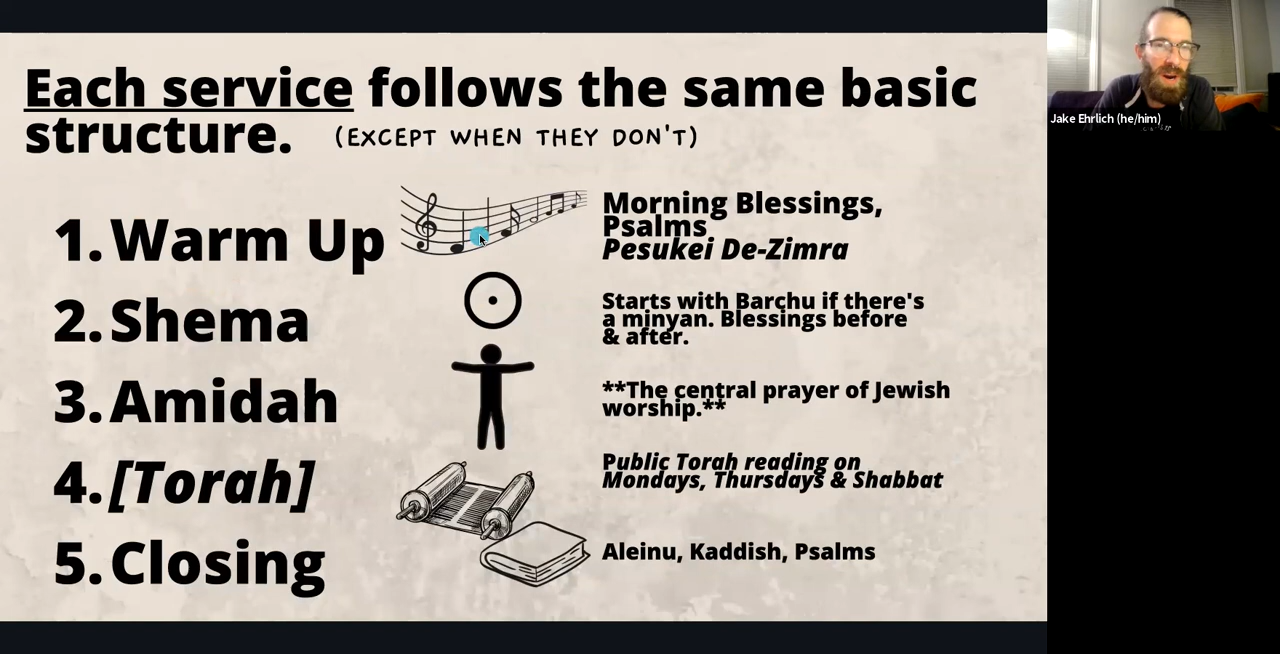 Each service follows the same basic
structure. (EXCEPT WHEN THEY DON'T)
1. Warm Up
Morning Blessings,
Psalms
Pesukei De-Zimra
2. Shema
Starts with Barchu if there's
a minyan. Blessings before
& after.
3. Amidah
**The central prayer of Jewish
worship.**
4. [Torah]
Public Torah reading on
Mondays, Thursdays & Shabbat
5. Closing
Aleinu, Kaddish, Psalms
Jake Ehrlich (he/him)